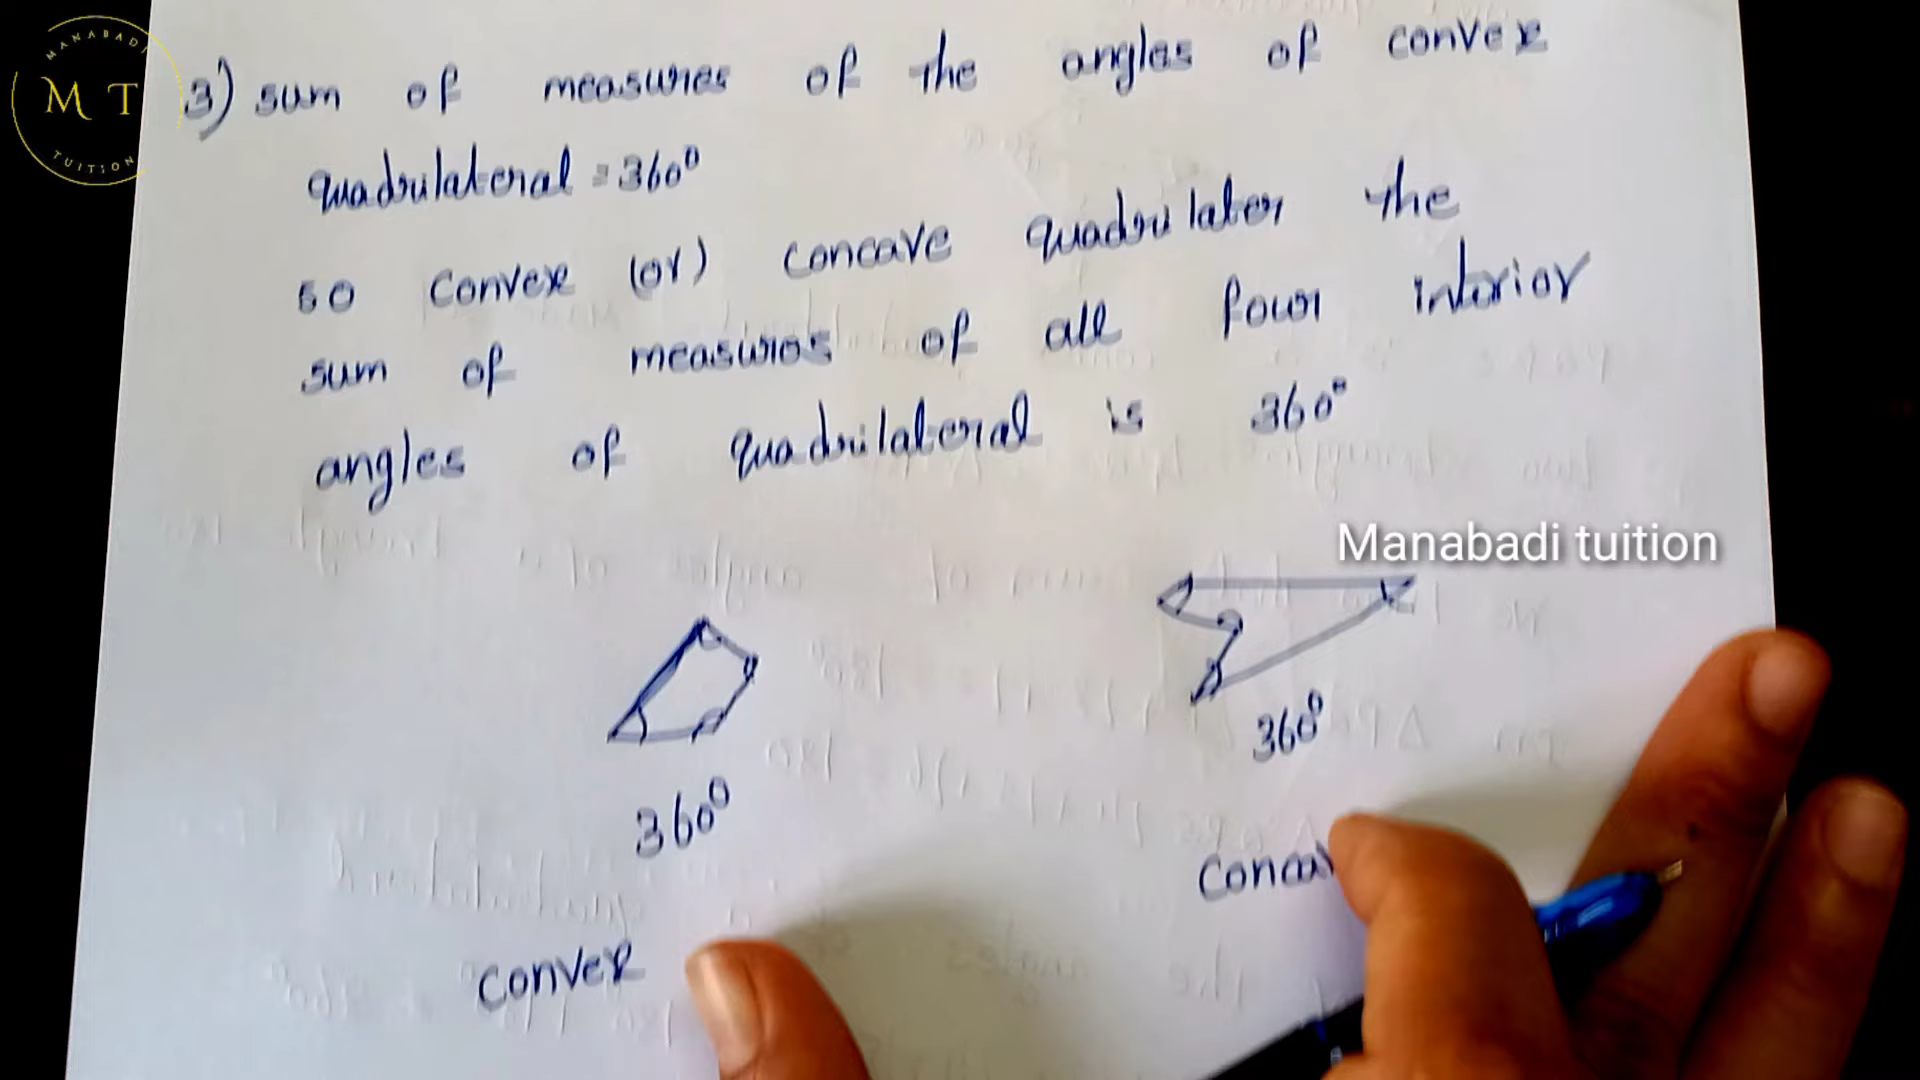 MANABADI
M T
TUITION
3) sum of measures of the angles of convex
quadrilateral = 360°
so convex (or) concave quadrilater the
sum of measures of all four interior
angles of quadrilateral is 360°
Manabadi tuition
360°
360°
convex